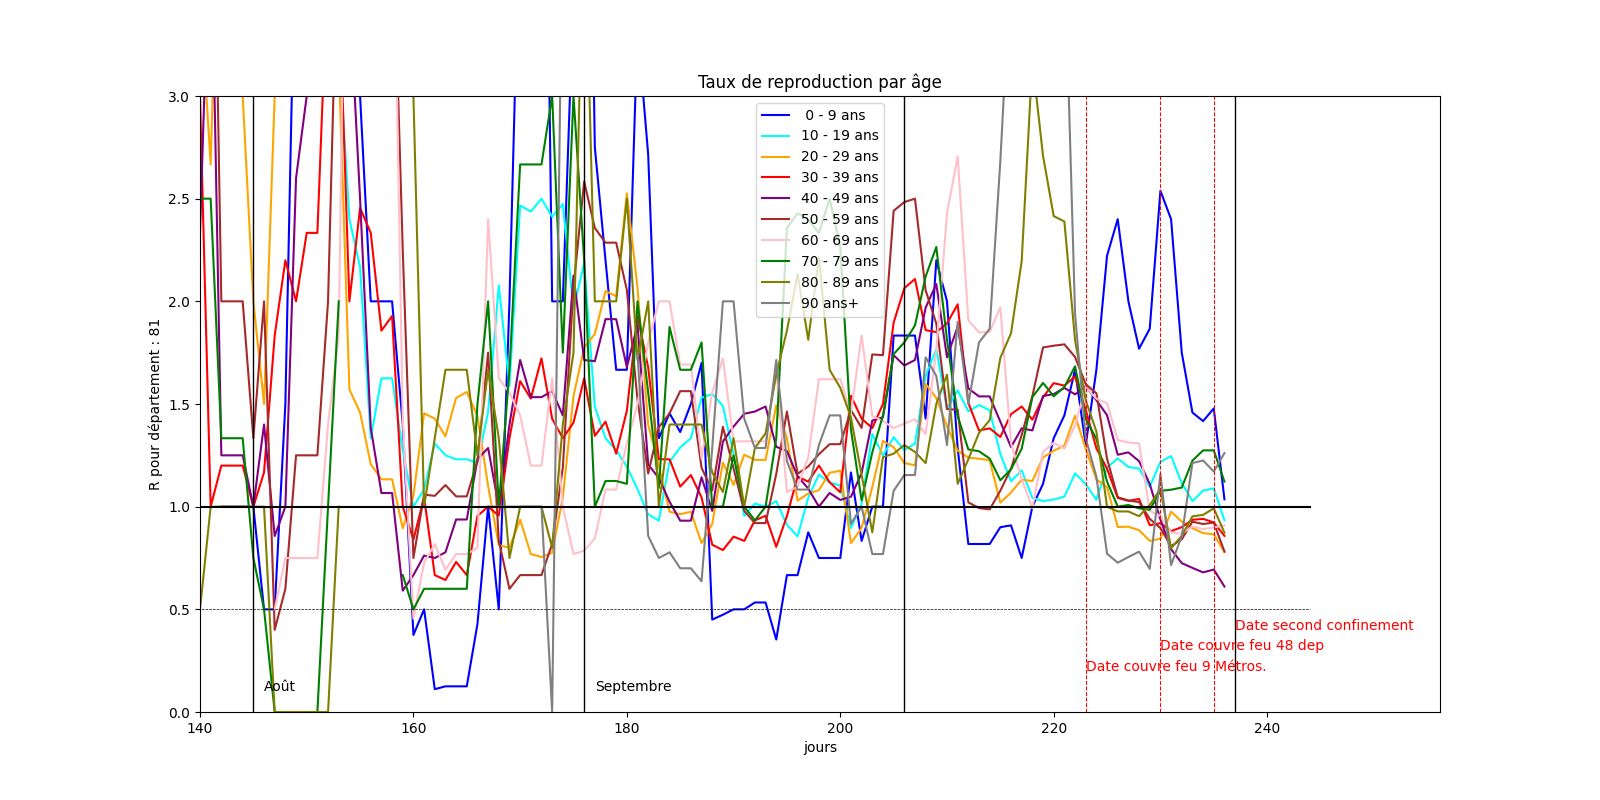 Taux de reproduction par âge
3.0
2.5
2.0
1.5
1.0
0.5
0.0
R pour département : 81
0 - 9 ans
10 - 19 ans
20 - 29 ans
30 - 39 ans
40 - 49 ans
50 - 59 ans
60 - 69 ans
70 - 79 ans
80 - 89 ans
90 ans+
Date second confinement
Date couvre feu 48 dep
Date couvre feu 9 Métros.
Août
Septembre
140
160
180
200
220
240
jours